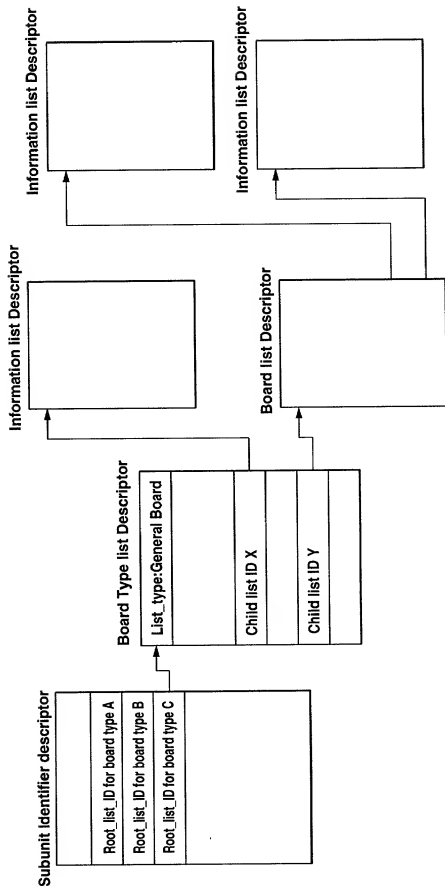 Subunit Identifier descriptor
Root_list_ID for board type A
Root_list_ID for board type B
Root_list_ID for board type C
Board Type list Descriptor
List_type:General Board
Child list ID X
Child list ID Y
Information list Descriptor
Board list Descriptor
Information list Descriptor
Information list Descriptor